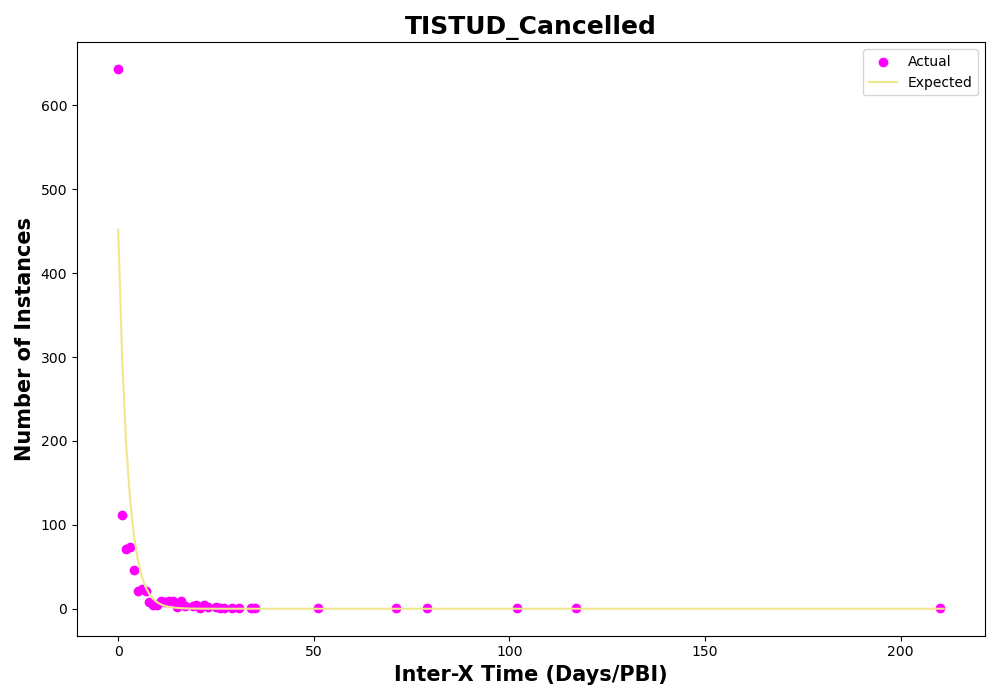 TISTUD_Cancelled
Actual
Expected
Number of Instances
600
500
400
300
200
100
0
0
50
100
150
200
Inter-X Time (Days/PBI)